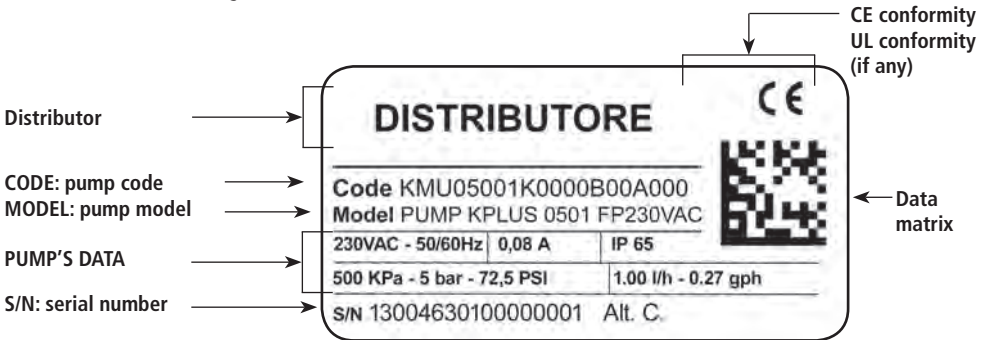 CE conformity
UL conformity
(if any)
Distributor
DISTRIBUTORE
CE
CODE: pump code
Code KMU05001K0000B00A000
MODEL: pump model
Model PUMP KPLUS 0501 FP230VAC
Data
matrix
PUMP'S DATA
230VAC - 50/60Hz 0,08 A IP 65
500 KPa - 5 bar - 72,5 PSI 1.00 l/h - 0.27 gph
S/N: serial number
S/N 13004630100000001 Alt. C.